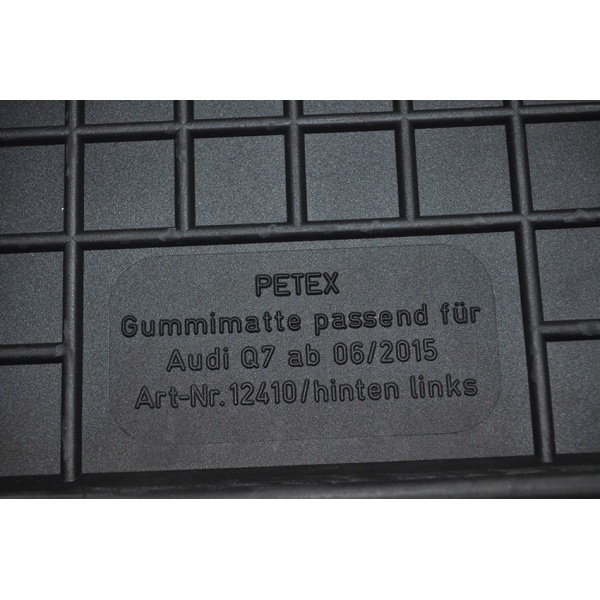 PETEX
Gummimatte passend für
Audi Q7 ab 06/2015
Art-Nr. 12410/hinten links